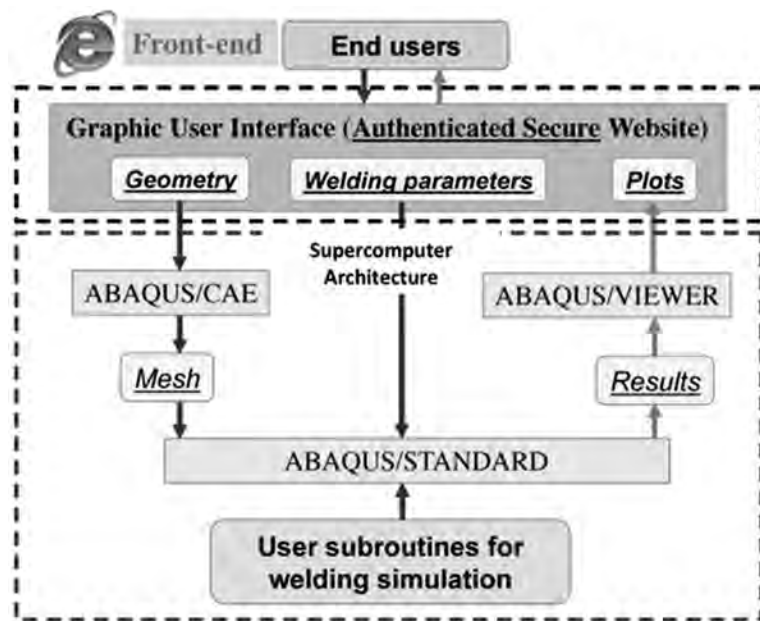 Front-end
End users
Graphic User Interface (Authenticated Secure Website)
Geometry
Welding parameters
Plots
Supercomputer
Architecture
ABAQUS/CAE
ABAQUS/VIEWER
Mesh
Results
ABAQUS/STANDARD
User subroutines for
welding simulation